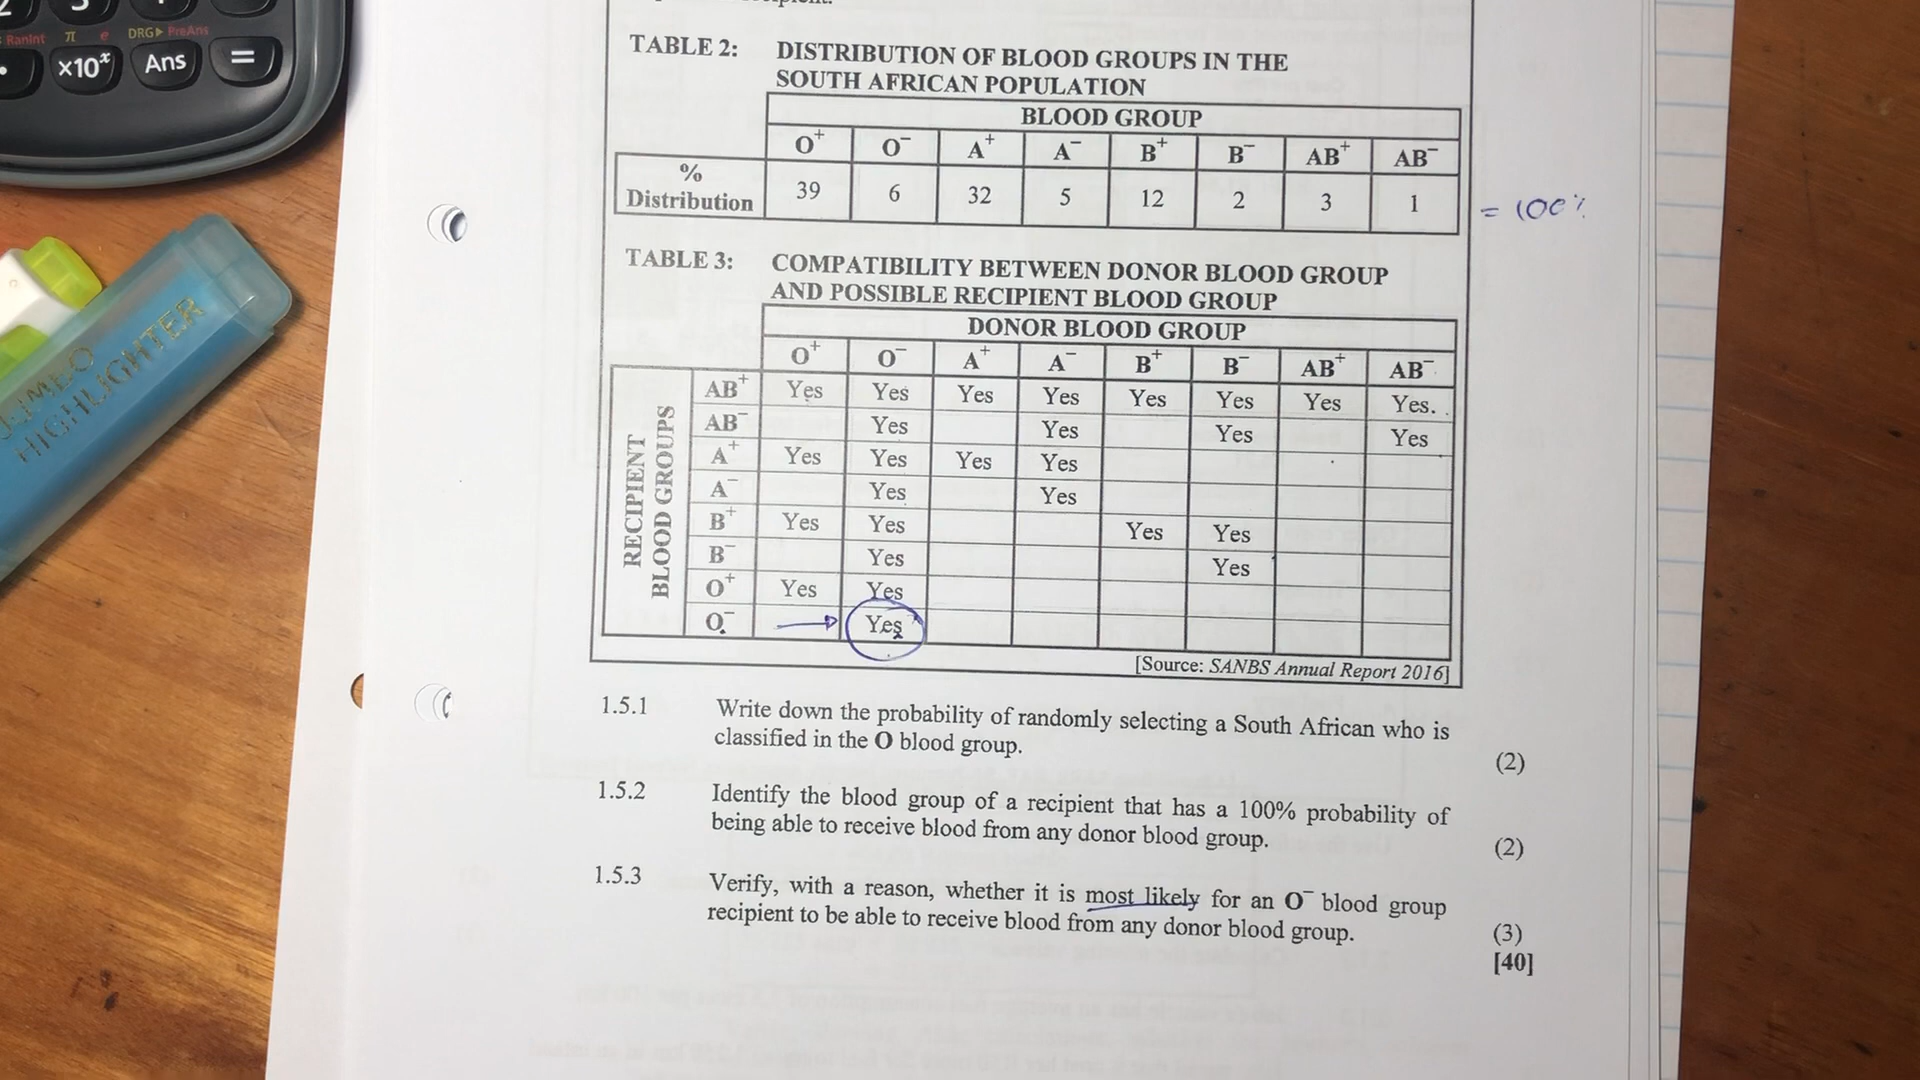 RanInt π e DRG▶ PreAns
×10ˣ Ans =
JUMBO
HIGHLIGHTER
recipient.
TABLE 2: DISTRIBUTION OF BLOOD GROUPS IN THE
SOUTH AFRICAN POPULATION
BLOOD GROUP
O⁺ O⁻ A⁺ A⁻ B⁺ B⁻ AB⁺ AB⁻
%
Distribution 39 6 32 5 12 2 3 1 = 100%
TABLE 3: COMPATIBILITY BETWEEN DONOR BLOOD GROUP
AND POSSIBLE RECIPIENT BLOOD GROUP
DONOR BLOOD GROUP
O⁺ O⁻ A⁺ A⁻ B⁺ B⁻ AB⁺ AB⁻
RECIPIENT
BLOOD GROUPS
AB⁺ Yes Yes Yes Yes Yes Yes Yes Yes.
AB⁻ Yes Yes Yes Yes
A⁺ Yes Yes Yes Yes
A⁻ Yes Yes
B⁺ Yes Yes Yes Yes
B⁻ Yes Yes
O⁺ Yes Yes
O⁻ Yes
[Source: SANBS Annual Report 2016]
1.5.1 Write down the probability of randomly selecting a South African who is
classified in the O blood group. (2)
1.5.2 Identify the blood group of a recipient that has a 100% probability of
being able to receive blood from any donor blood group. (2)
1.5.3 Verify, with a reason, whether it is most likely for an O⁻ blood group
recipient to be able to receive blood from any donor blood group. (3)
[40]